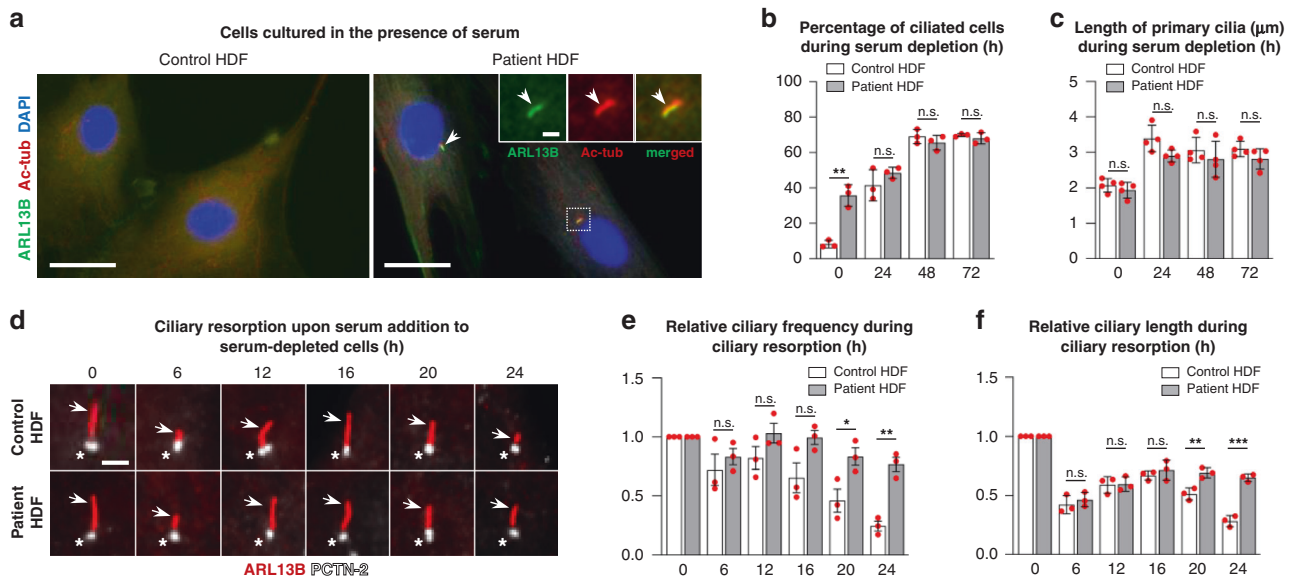 a
Cells cultured in the presence of serum
Control HDF
Patient HDF
ARL13B Ac-tub DAPI
ARL13B
Ac-tub
merged
b
Percentage of ciliated cells
during serum depletion (h)
Control HDF
Patient HDF
100
80
60
40
20
0
**
n.s.
n.s.
n.s.
0
24
48
72
c
Length of primary cilia (μm)
during serum depletion (h)
Control HDF
Patient HDF
5
4
3
2
1
0
n.s.
n.s.
n.s.
n.s.
0
24
48
72
d
Ciliary resorption upon serum addition to
serum-depleted cells (h)
0
6
12
16
20
24
Control
HDF
* * * * * *
Patient
HDF
* * * * * *
ARL13B PCTN-2
e
Relative ciliary frequency during
ciliary resorption (h)
Control HDF
Patient HDF
1.5
1.0
0.5
0.0
n.s.
n.s.
n.s.
*
**
0
6
12
16
20
24
f
Relative ciliary length during
ciliary resorption (h)
Control HDF
Patient HDF
1.5
1.0
0.5
0.0
n.s.
n.s.
n.s.
**
***
0
6
12
16
20
24